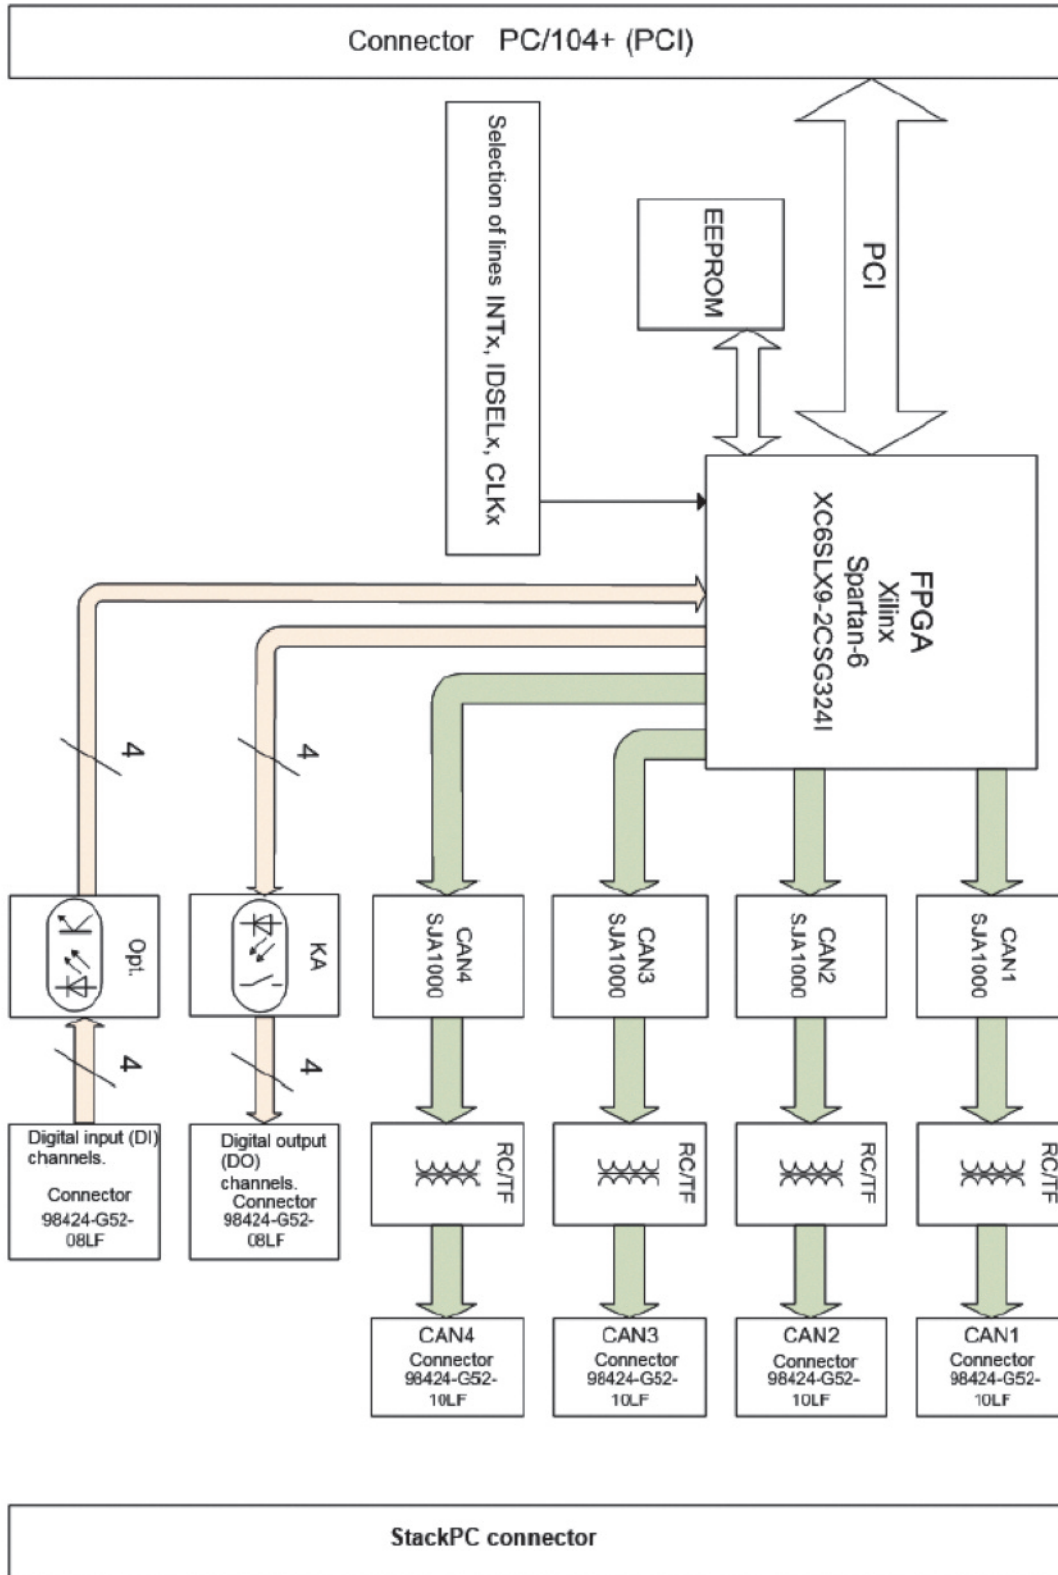 Connector PC/104+ (PCI)
Selection of lines INTx, IDSELx, CLKx
EEPROM
PCI
FPGA
Xilinx
Spartan-6
XC6SLX9-2CSG324I
4
4
Opt.
KA
CAN4
SJA1000
CAN3
SJA1000
CAN2
SJA1000
CAN1
SJA1000
4
4
Digital input (DI)
channels.
Connector
98424-G52-
08LF
Digital output
(DO)
channels.
Connector
98424-G52-
08LF
RC/TF
RC/TF
RC/TF
RC/TF
CAN4
Connector
98424-G52-
10LF
CAN3
Connector
98424-G52-
10LF
CAN2
Connector
98424-G52-
10LF
CAN1
Connector
98424-G52-
10LF
StackPC connector